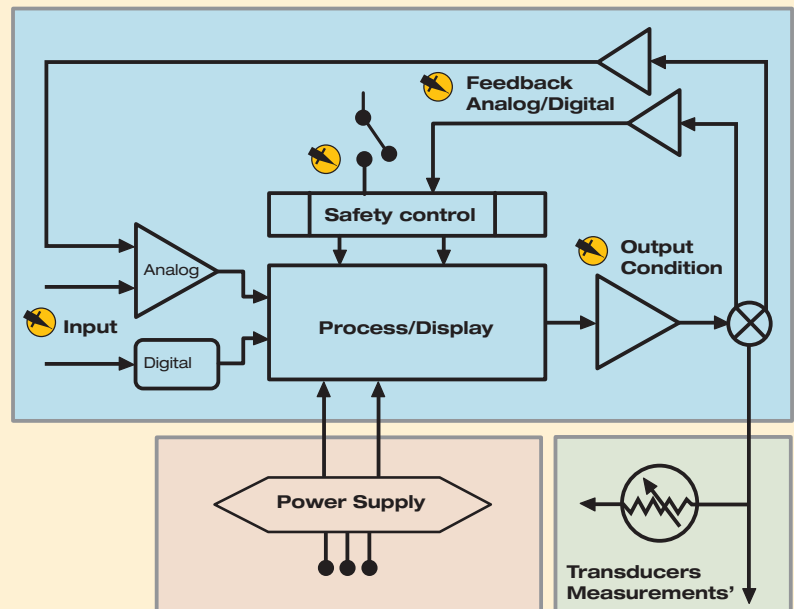 Feedback
Analog/Digital
Safety control
Output
Condition
Analog
Input
Process/Display
Digital
Power Supply
Transducers
Measurements'